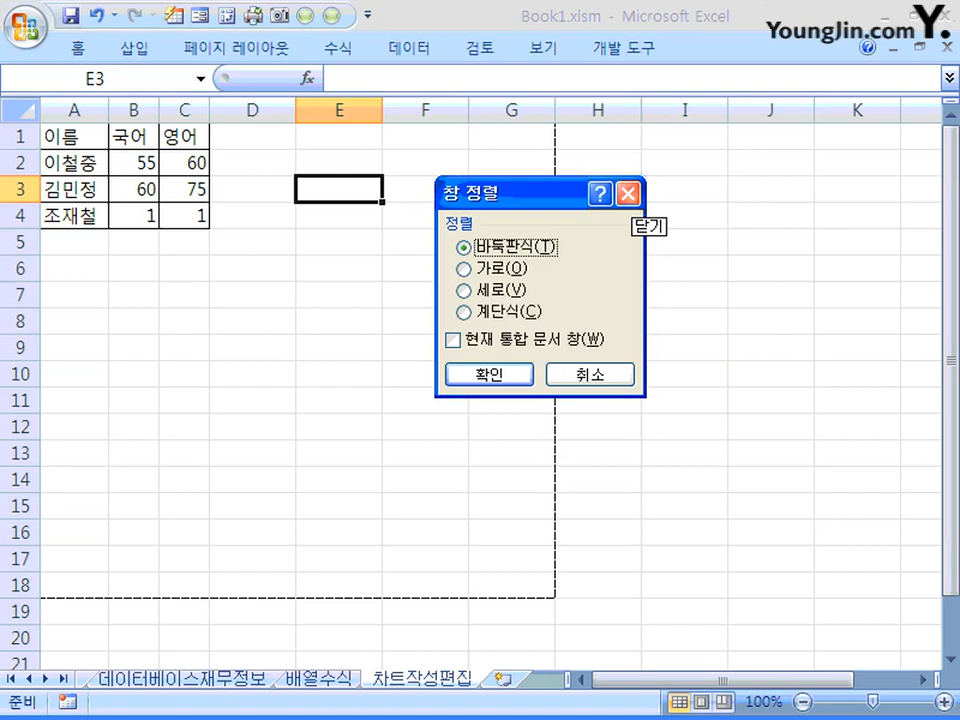 Book1.xlsm - Microsoft Excel
YoungJin.com Y.
홈 삽입 페이지 레이아웃 수식 데이터 검토 보기 개발 도구
E3 fx
A B C D E F G H I J K
1 이름 국어 영어
2 이철중 55 60
3 김민정 60 75
4 조재철 1 1
5
6
7
8
9
10
11
12
13
14
15
16
17
18
19
20
21
창 정렬
닫기
정렬
바둑판식(T)
가로(O)
세로(V)
계단식(C)
현재 통합 문서 창(W)
확인 취소
데이터베이스재무정보 배열수식 차트작성편집
준비 100%